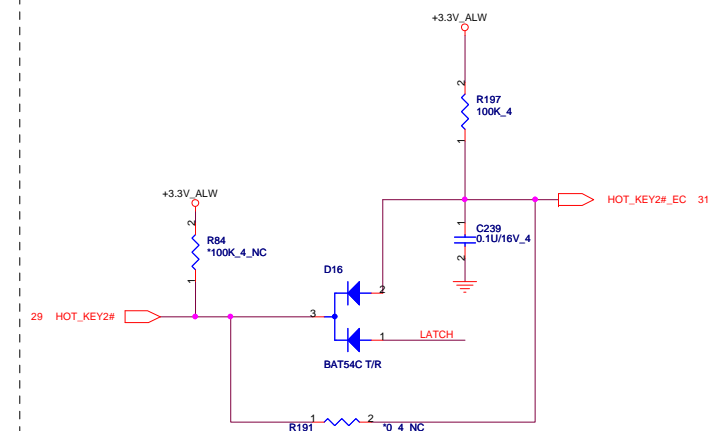 +3.3V_ALW
2
R197
100K_4
1
+3.3V_ALW
HOT_KEY2#_EC 31
2
R84
*100K_4_NC
1
1
C239
0.1U/16V_4
2
D16
2
29 HOT_KEY2#
3
1
LATCH
BAT54C T/R
1
2
R191
*0_4_NC